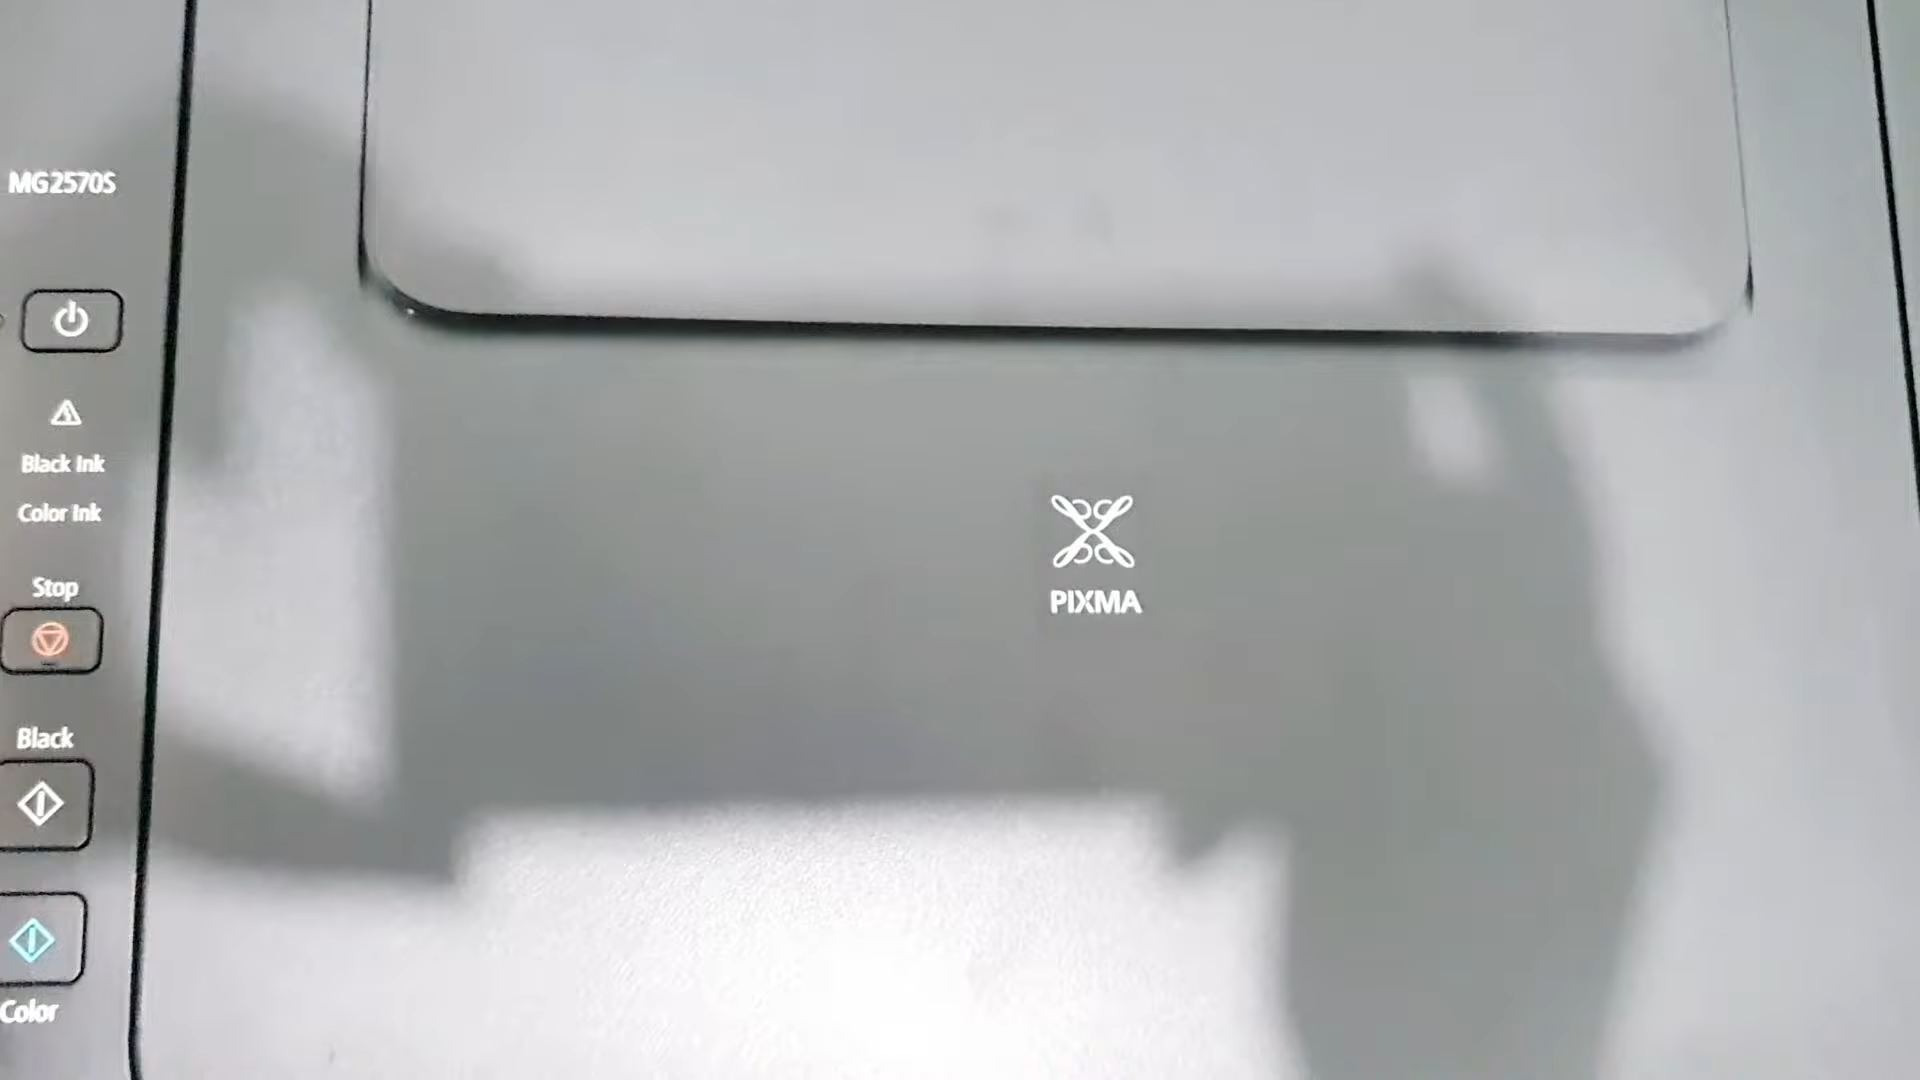 MG2570S
Black Ink
Color Ink
Stop
PIXMA
Black
Color